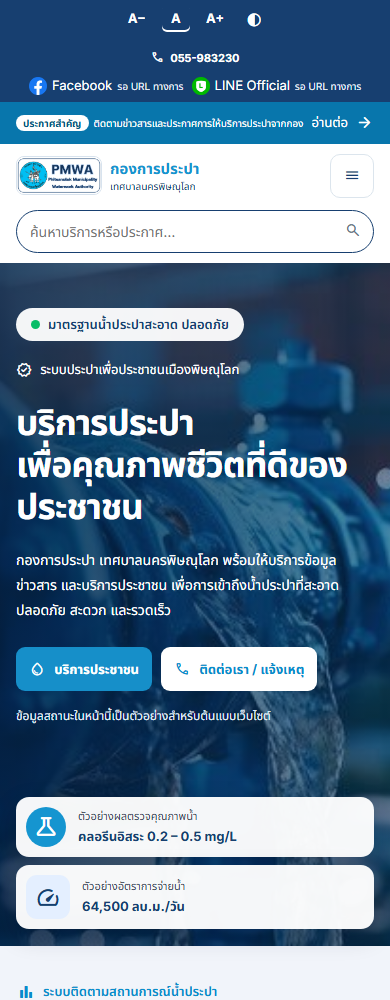 A− A A+
055-983230
Facebook รอ URL ทางการ LINE Official รอ URL ทางการ
ประกาศสำคัญ ติดตามข่าวสารและประกาศการให้บริการประปาจากกอง อ่านต่อ
PMWA
Phitsanulok Municipality
Waterwork Authority
กองการประปา
เทศบาลนครพิษณุโลก
ค้นหาบริการหรือประกาศ...
มาตรฐานน้ำประปาสะอาด ปลอดภัย
ระบบประปาเพื่อประชาชนเมืองพิษณุโลก
บริการประปา
เพื่อคุณภาพชีวิตที่ดีของ
ประชาชน
กองการประปา เทศบาลนครพิษณุโลก พร้อมให้บริการข้อมูล
ข่าวสาร และบริการประชาชน เพื่อการเข้าถึงน้ำประปาที่สะอาด
ปลอดภัย สะดวก และรวดเร็ว
บริการประชาชน ติดต่อเรา / แจ้งเหตุ
ข้อมูลสถานะในหน้านี้เป็นตัวอย่างสำหรับต้นแบบเว็บไซต์
ตัวอย่างผลตรวจคุณภาพน้ำ
คลอรีนอิสระ 0.2 – 0.5 mg/L
ตัวอย่างอัตราการจ่ายน้ำ
64,500 ลบ.ม./วัน
ระบบติดตามสถานการณ์น้ำประปา